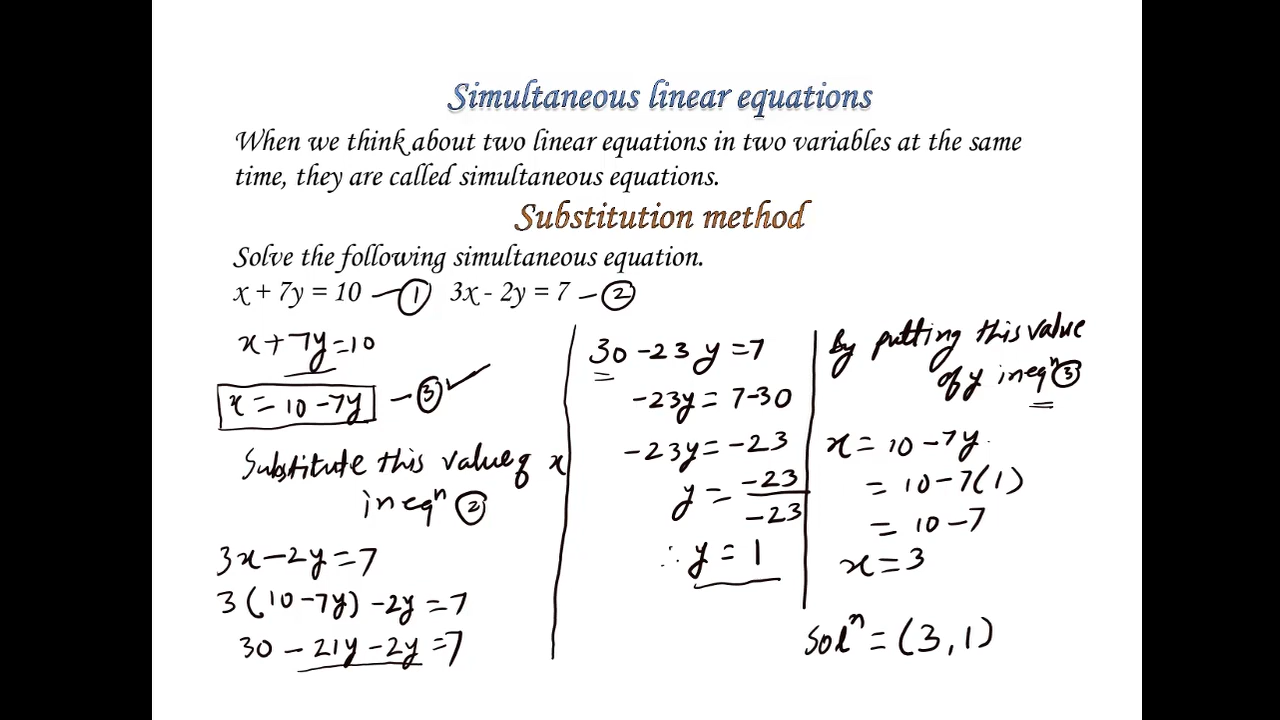 Simultaneous linear equations
When we think about two linear equations in two variables at the same
time, they are called simultaneous equations.
Substitution method
Solve the following simultaneous equation.
x + 7y = 10 — ① 3x - 2y = 7 — ②
x + 7y = 10
x = 10 - 7y — ③ ✓
Substitute this value of x
in eqⁿ ②
3x - 2y = 7
3(10 - 7y) - 2y = 7
30 - 21y - 2y = 7
30 - 23y = 7
-23y = 7-30
-23y = -23
y = -23
-23
∴ y = 1
By putting this value
of y in eqⁿ ③
x = 10 - 7y
= 10 - 7(1)
= 10 - 7
x = 3
Solⁿ = (3, 1)